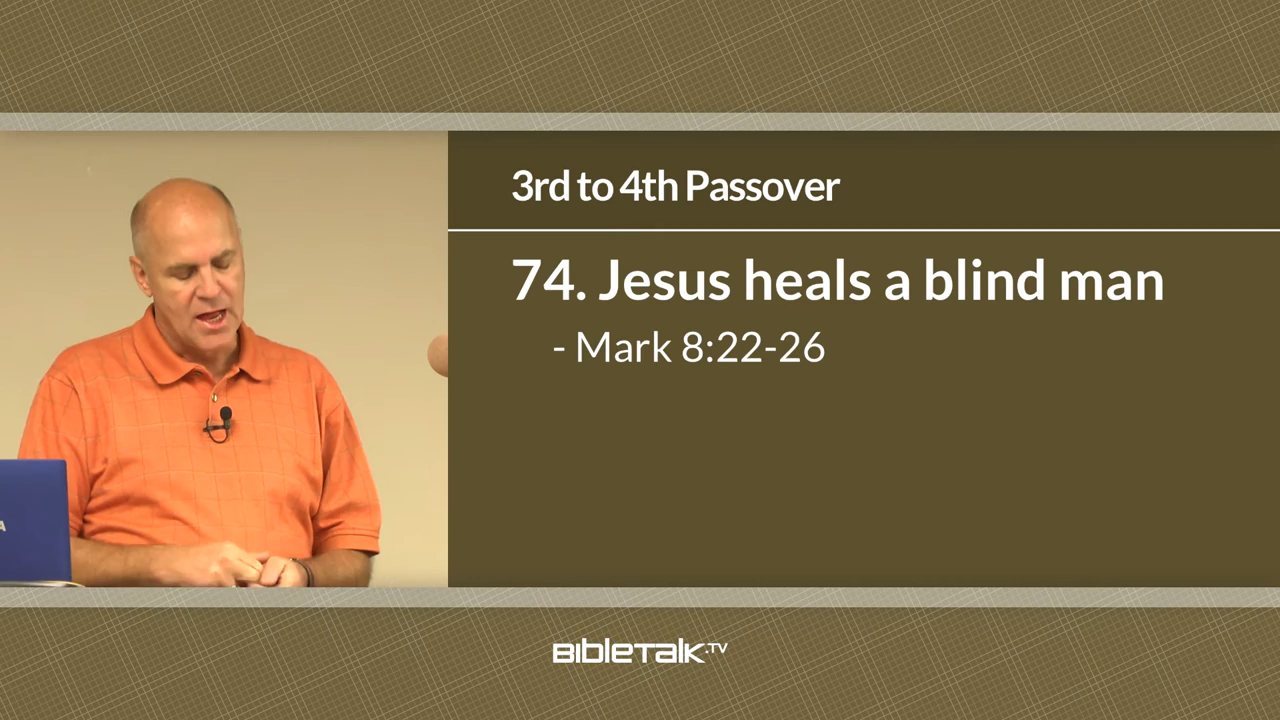 3rd to 4th Passover
74. Jesus heals a blind man
- Mark 8:22-26
A
BIBLETALK.TV